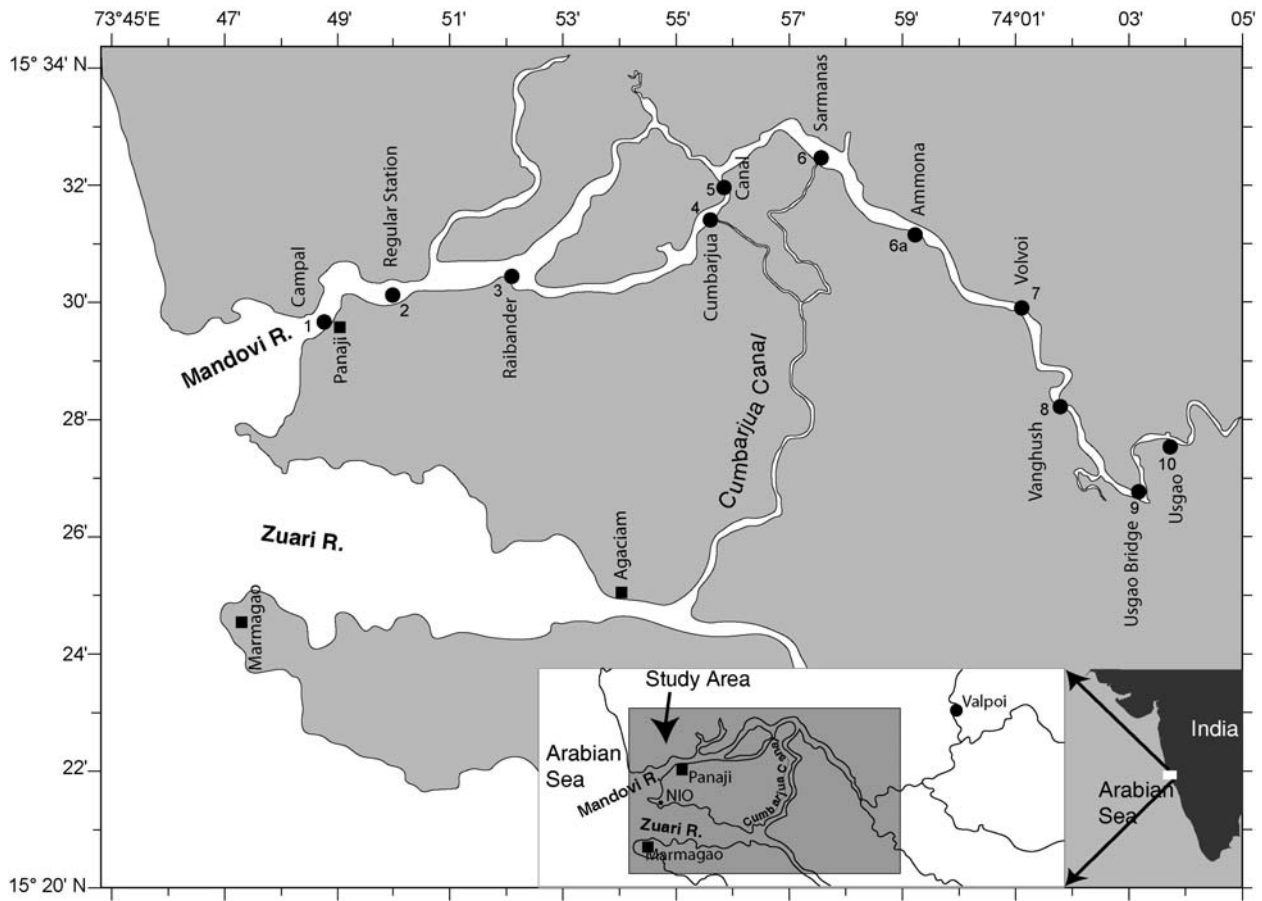 73°45'E 47' 49' 51' 53' 55' 57' 59' 74°01' 03' 05'
15° 34' N
32'
30'
28'
26'
24'
22'
15° 20' N
Campal
1
Panaji
Regular Station
2
Raibander
3
4
Cumbarjua
5
Canal
6
Sarmanas
6a
Ammona
7
Volvoi
8
Vanghush
9
Usgao Bridge
10
Usgao
Mandovi R.
Cumbarjua Canal
Zuari R.
Agaciam
Marmagao
Study Area
Arabian
Sea
Mandovi R.
Panaji
NIO
Cumbarjua Canal
Zuari R.
Marmagao
Valpoi
India
Arabian
Sea